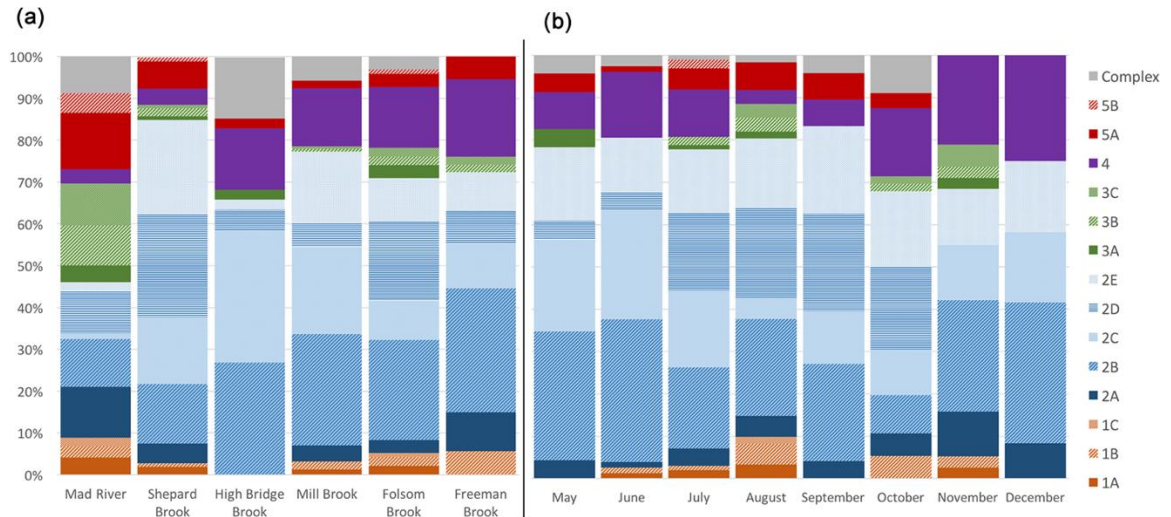 (a)
(b)
100%
90%
80%
70%
60%
50%
40%
30%
20%
10%
0%
Mad River
Shepard
Brook
High Bridge
Brook
Mill Brook
Folsom
Brook
Freeman
Brook
May
June
July
August
September
October
November
December
Complex
5B
5A
4
3C
3B
3A
2E
2D
2C
2B
2A
1C
1B
1A